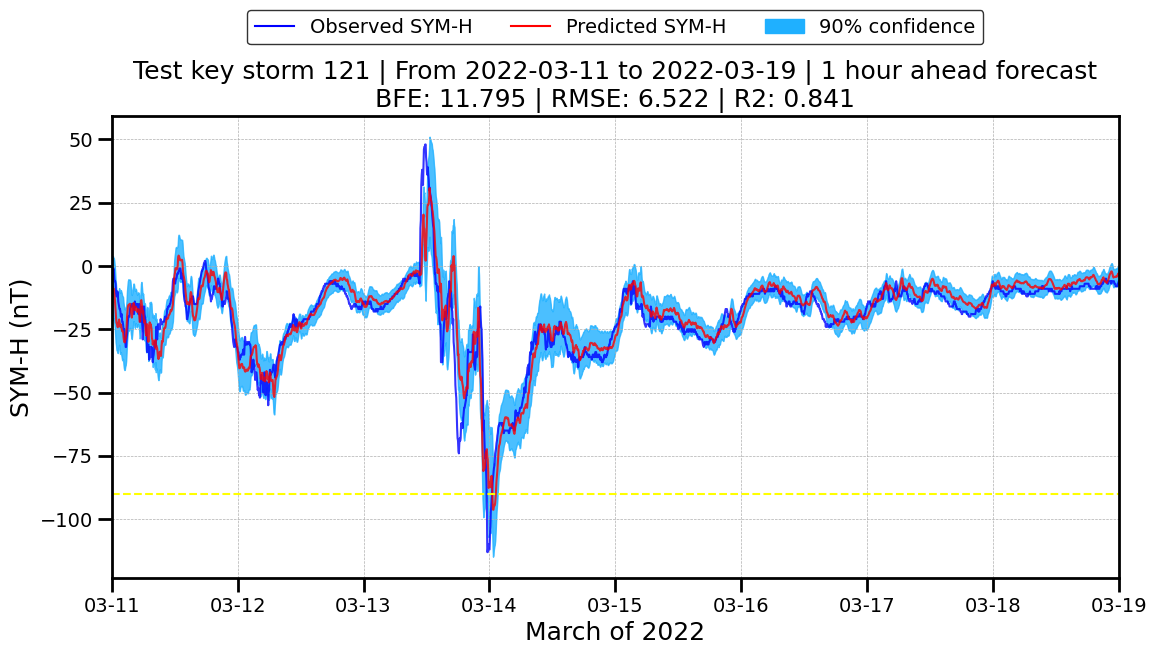 Observed SYM-H Predicted SYM-H 90% confidence
Test key storm 121 | From 2022-03-11 to 2022-03-19 | 1 hour ahead forecast
BFE: 11.795 | RMSE: 6.522 | R2: 0.841
50
25
0
−25
−50
−75
−100
SYM-H (nT)
03-11 03-12 03-13 03-14 03-15 03-16 03-17 03-18 03-19
March of 2022